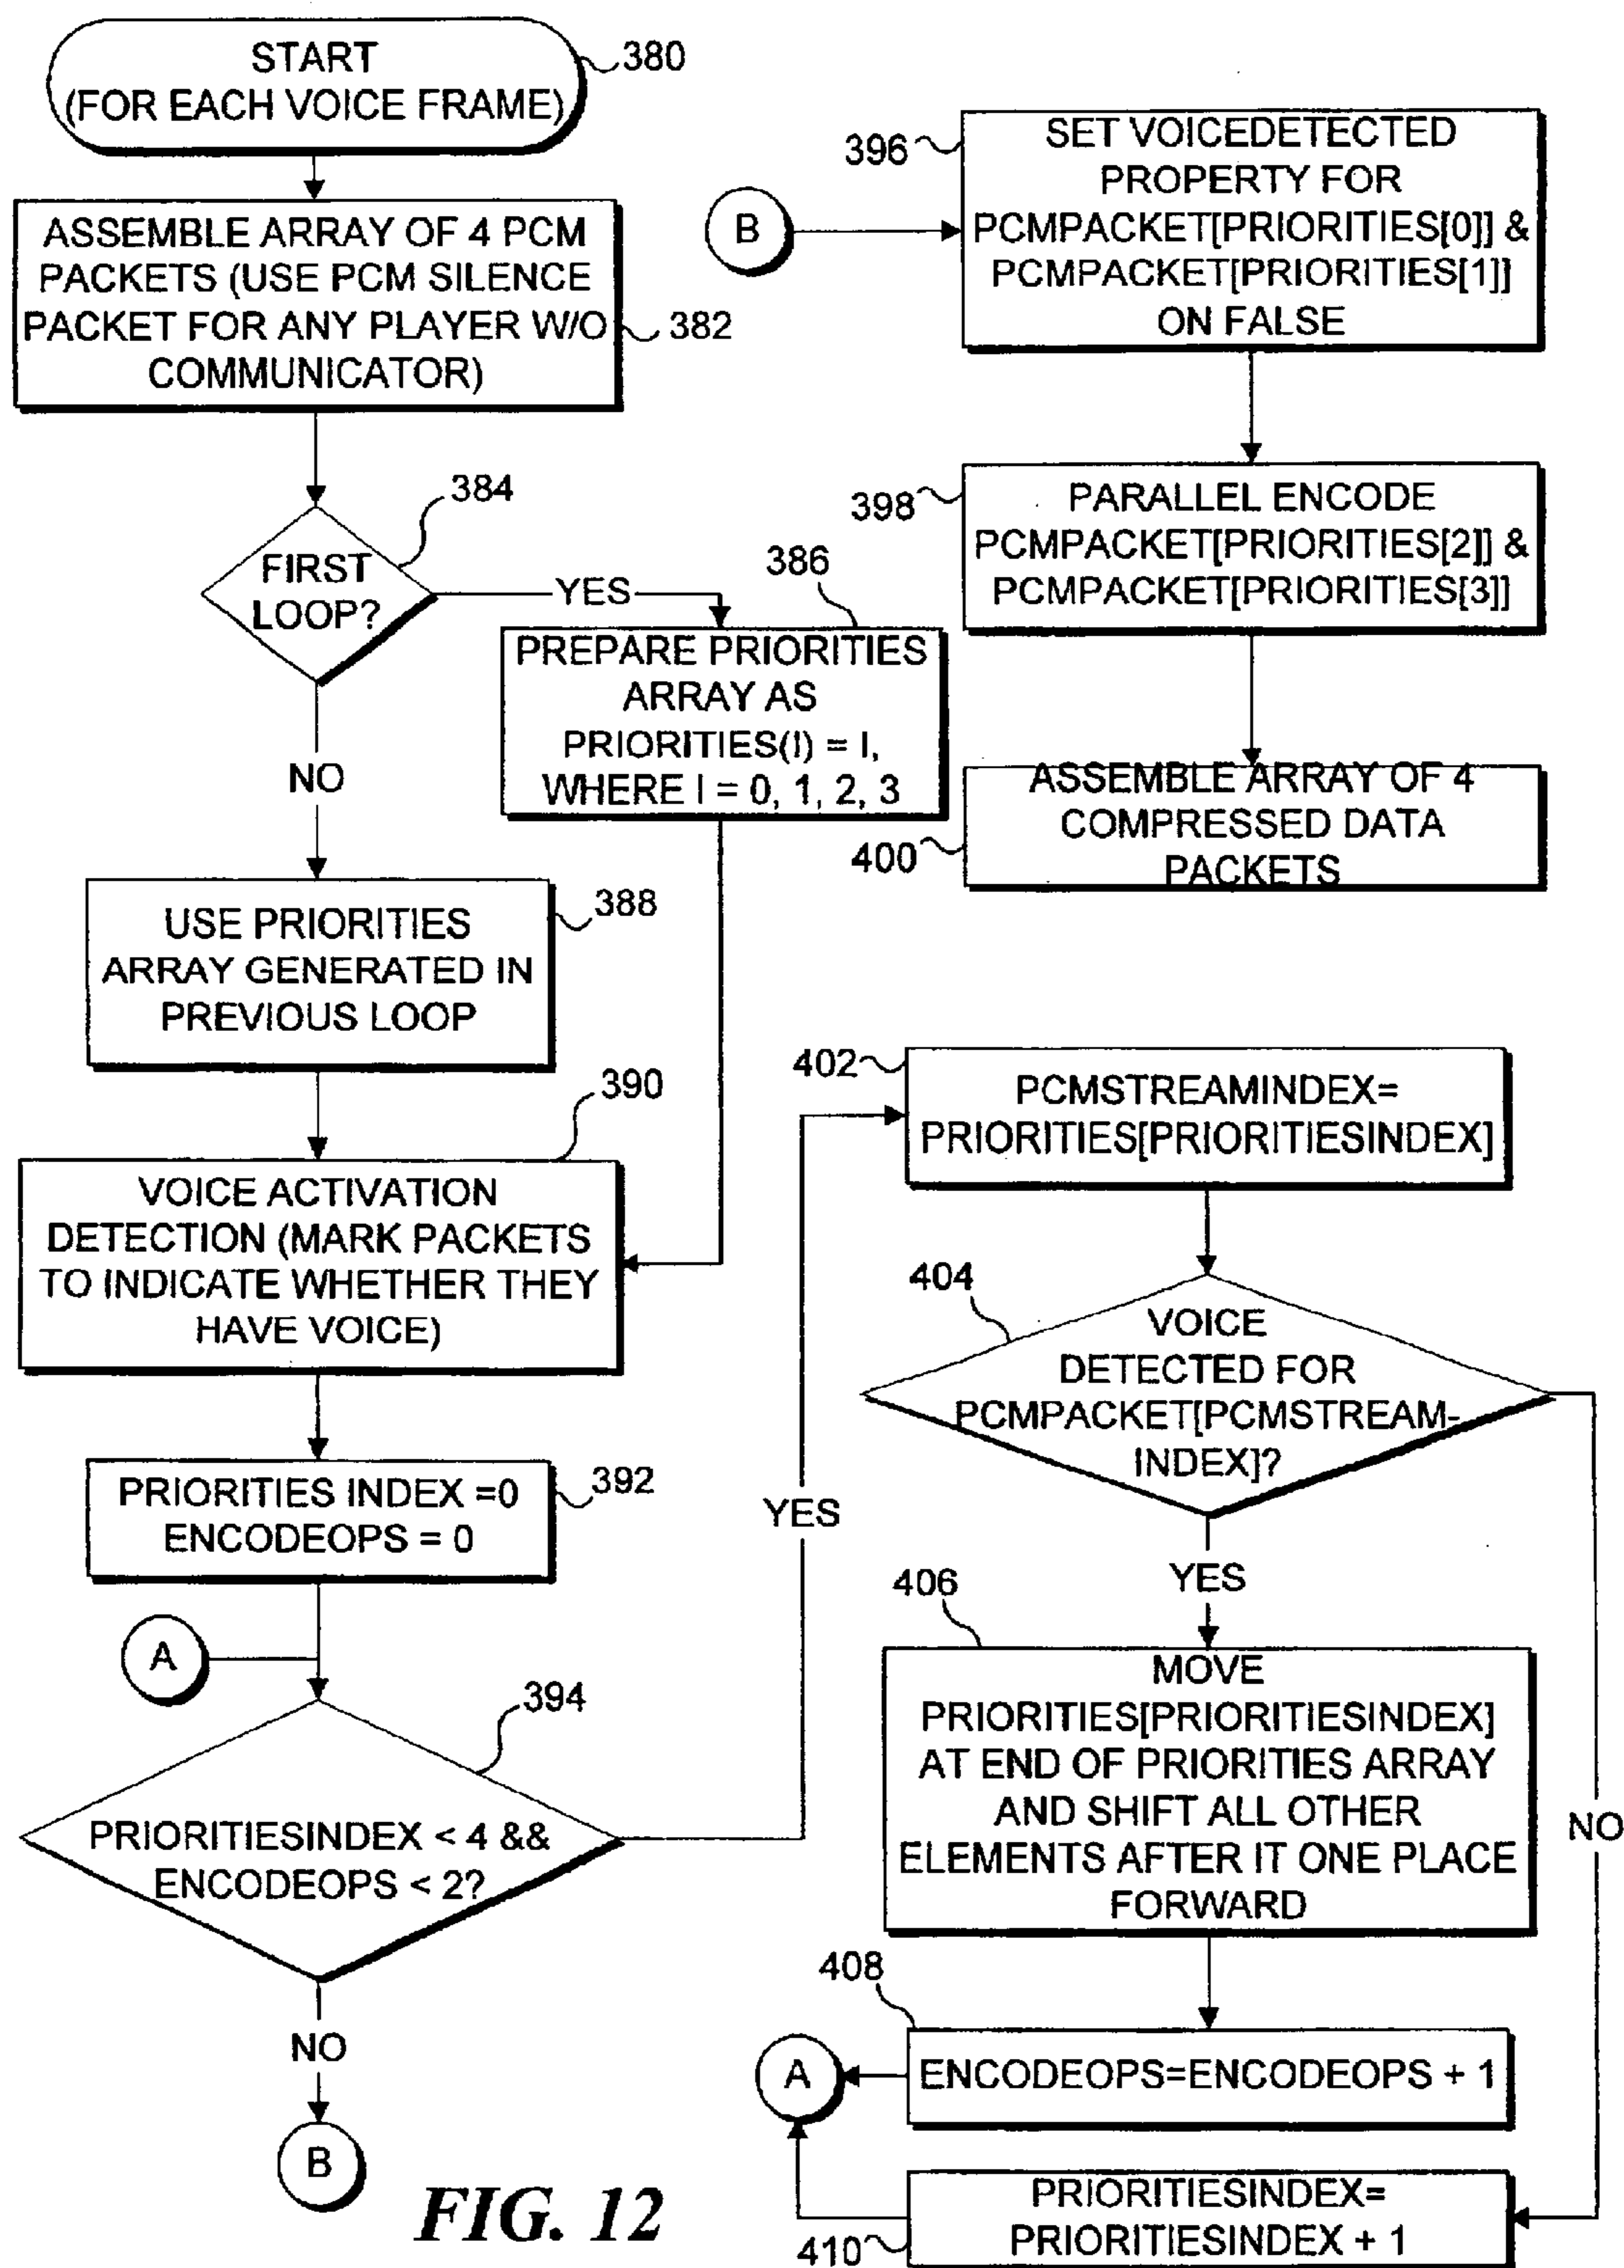 START
(FOR EACH VOICE FRAME)
380
ASSEMBLE ARRAY OF 4 PCM
PACKETS (USE PCM SILENCE
PACKET FOR ANY PLAYER W/O
COMMUNICATOR)
382
384
FIRST
LOOP?
YES
386
PREPARE PRIORITIES
ARRAY AS
PRIORITIES(I) = I,
WHERE I = 0, 1, 2, 3
NO
USE PRIORITIES
ARRAY GENERATED IN
PREVIOUS LOOP
388
390
VOICE ACTIVATION
DETECTION (MARK PACKETS
TO INDICATE WHETHER THEY
HAVE VOICE)
PRIORITIES INDEX =0
ENCODEOPS = 0
392
A
394
PRIORITIESINDEX < 4 &&
ENCODEOPS < 2?
YES
NO
B
B
396
SET VOICEDETECTED
PROPERTY FOR
PCMPACKET[PRIORITIES[0]] &
PCMPACKET[PRIORITIES[1]]
ON FALSE
398
PARALLEL ENCODE
PCMPACKET[PRIORITIES[2]] &
PCMPACKET[PRIORITIES[3]]
400
ASSEMBLE ARRAY OF 4
COMPRESSED DATA
PACKETS
402
PCMSTREAMINDEX=
PRIORITIES[PRIORITIESINDEX]
404
VOICE
DETECTED FOR
PCMPACKET[PCMSTREAM-
INDEX]?
YES
NO
406
MOVE
PRIORITIES[PRIORITIESINDEX]
AT END OF PRIORITIES ARRAY
AND SHIFT ALL OTHER
ELEMENTS AFTER IT ONE PLACE
FORWARD
408
ENCODEOPS=ENCODEOPS + 1
A
410
PRIORITIESINDEX=
PRIORITIESINDEX + 1
FIG. 12